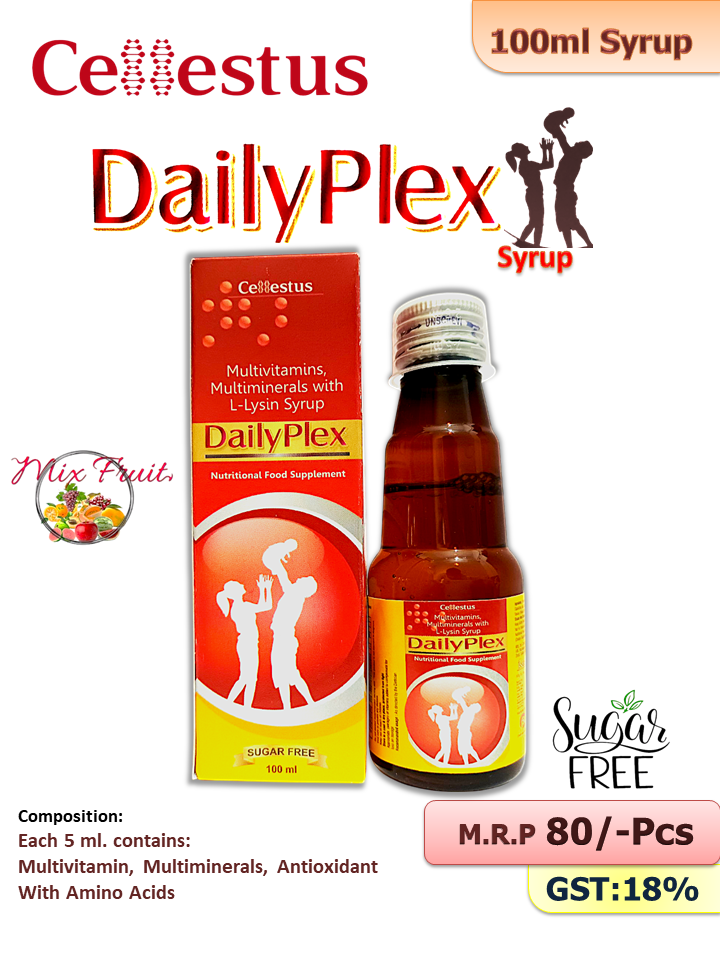 Cellestus
100ml Syrup
DailyPlex
Syrup
Cellestus
Multivitamins,
Multiminerals with
L-Lysin Syrup
DailyPlex
Nutritional Food Supplement
SUGAR FREE
100 ml
UNSCREW
Cellestus
Multivitamins,
Multiminerals with
L-Lysin Syrup
DailyPlex
Nutritional Food Supplement
Mix Fruit
Sugar
FREE
Composition:
Each 5 ml. contains:
Multivitamin, Multiminerals, Antioxidant
With Amino Acids
M.R.P 80/-Pcs
GST:18%